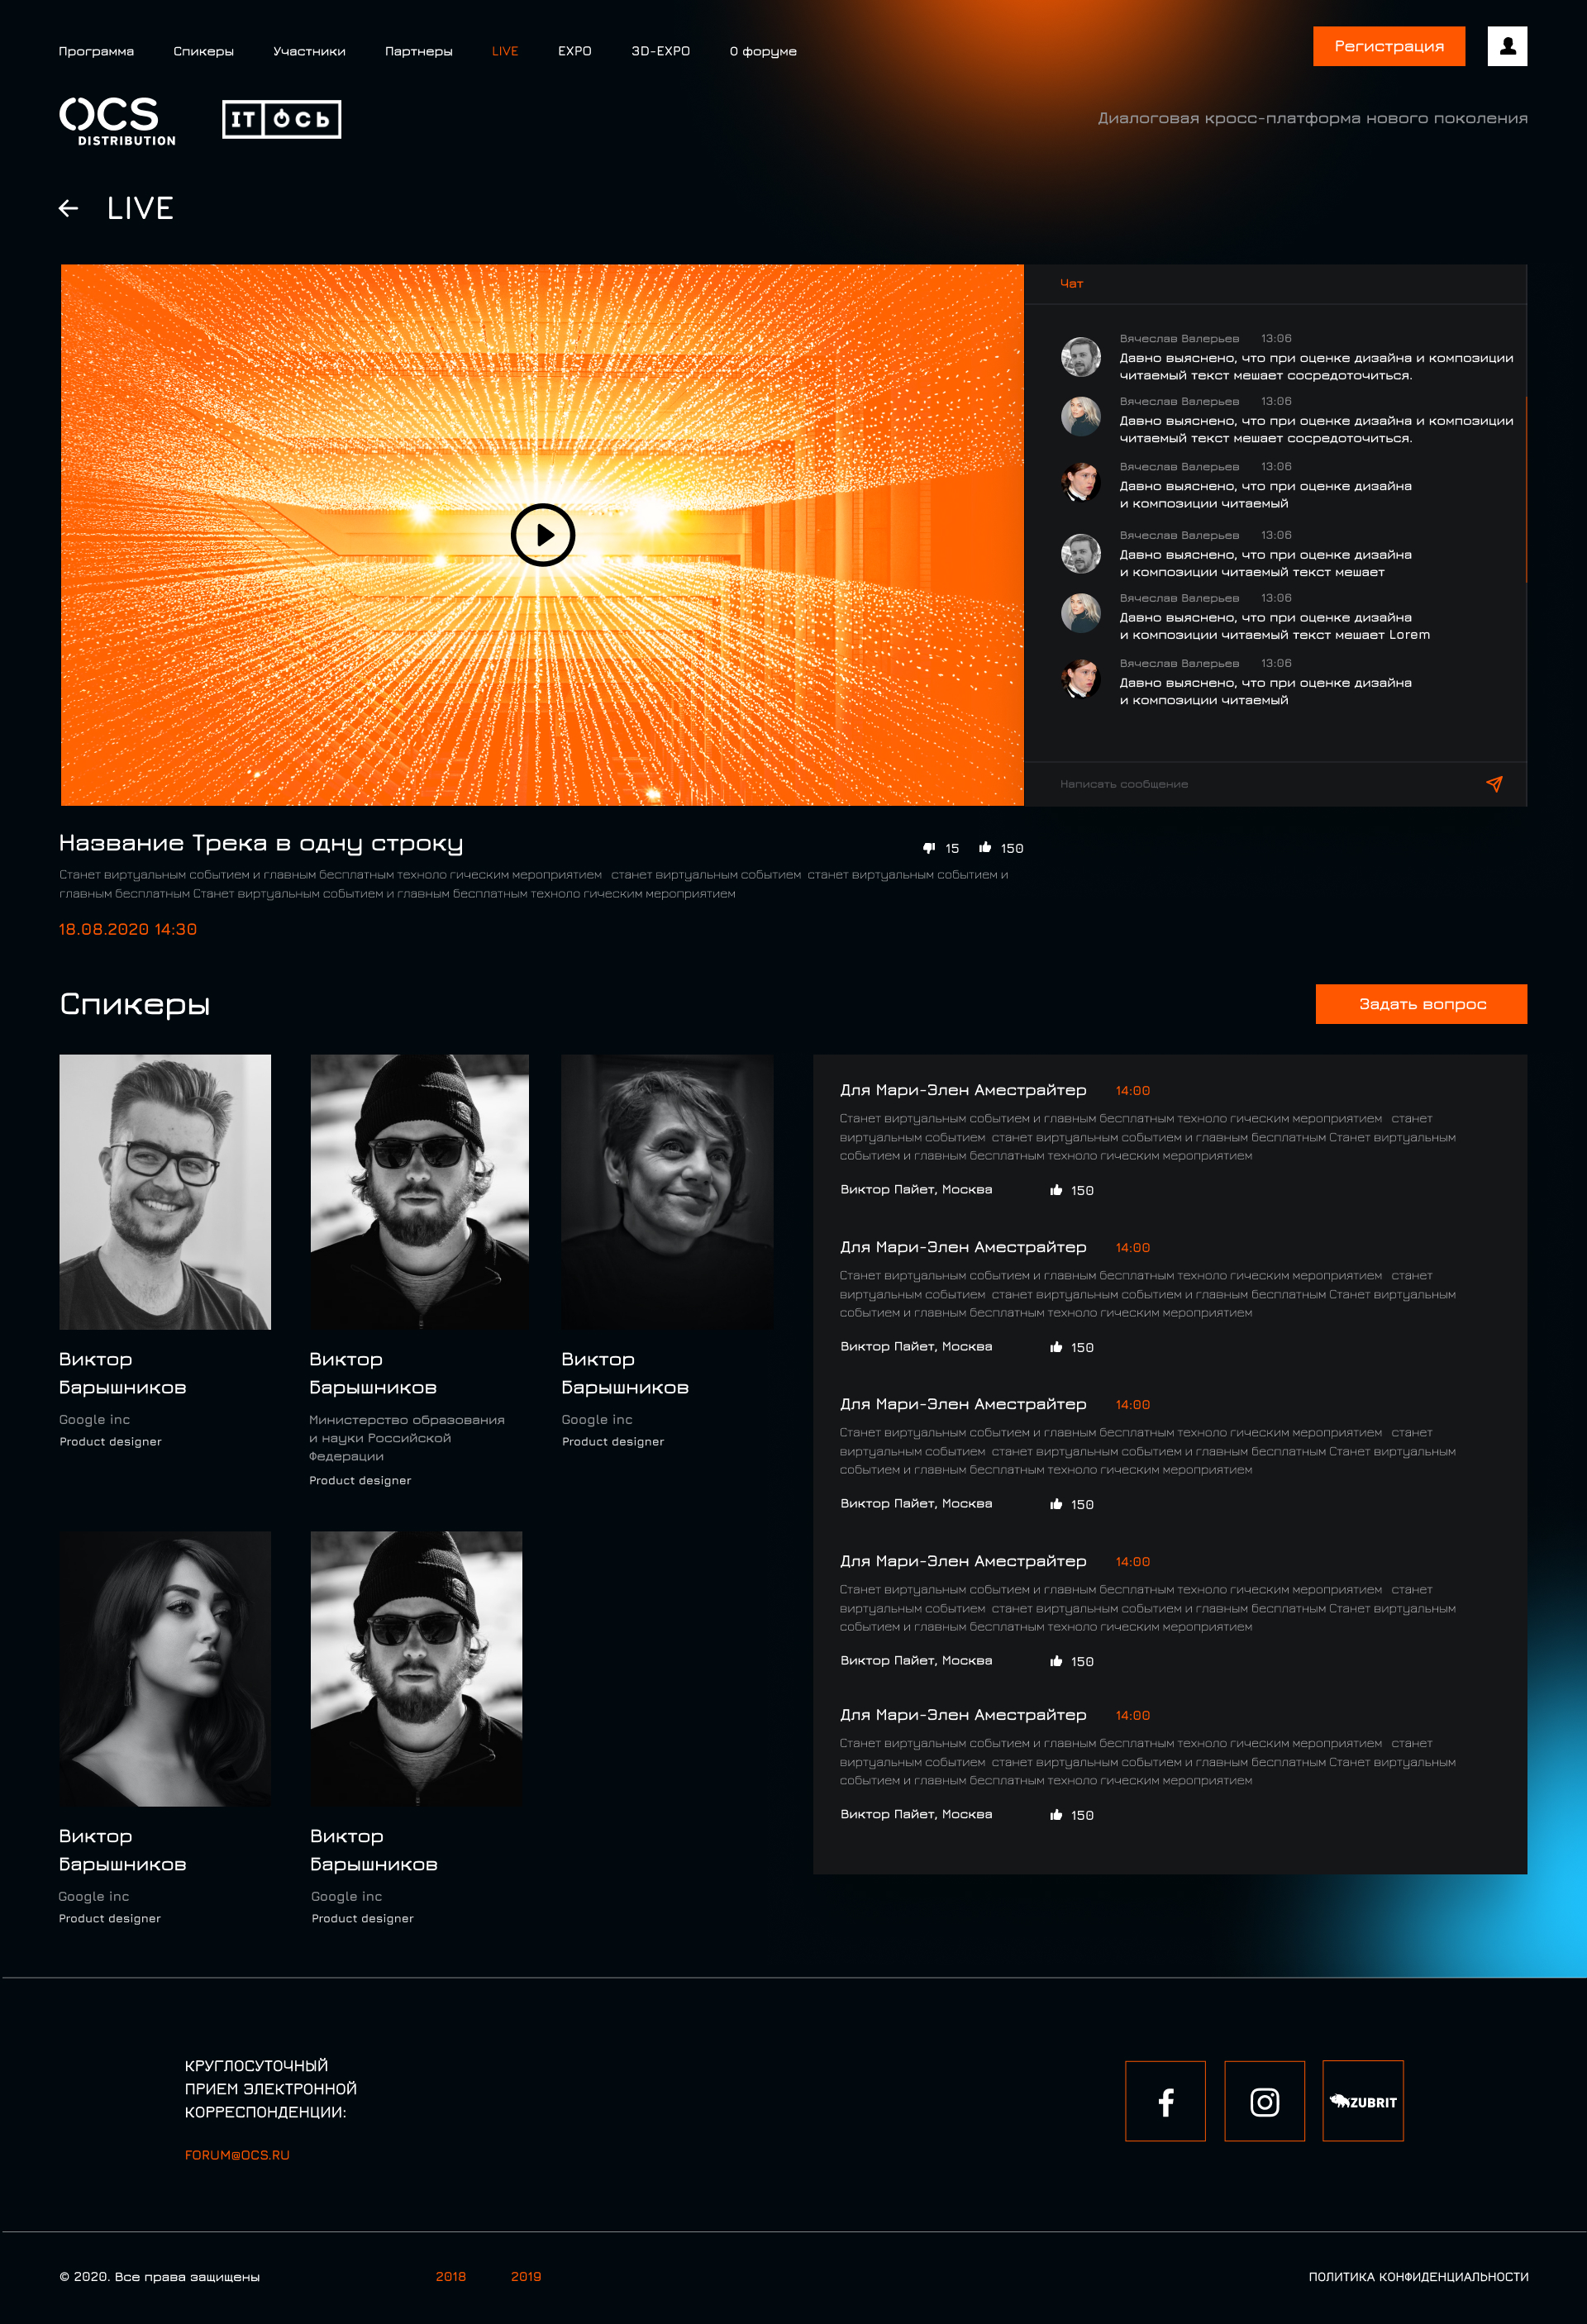 Программа Спикеры Участники Партнеры LIVE EXPO 3D-EXPO О форуме Регистрация
OCS DISTRIBUTION IT ОСЬ Диалоговая кросс-платформа нового поколения
LIVE
Чат
Вячеслав Валерьев 13:06
Давно выяснено, что при оценке дизайна и композиции
читаемый текст мешает сосредоточиться.
Вячеслав Валерьев 13:06
Давно выяснено, что при оценке дизайна и композиции
читаемый текст мешает сосредоточиться.
Вячеслав Валерьев 13:06
Давно выяснено, что при оценке дизайна
и композиции читаемый
Вячеслав Валерьев 13:06
Давно выяснено, что при оценке дизайна
и композиции читаемый текст мешает
Вячеслав Валерьев 13:06
Давно выяснено, что при оценке дизайна
и композиции читаемый текст мешает Lorem
Вячеслав Валерьев 13:06
Давно выяснено, что при оценке дизайна
и композиции читаемый
Написать сообщение
Название Трека в одну строку 15 150
Станет виртуальным событием и главным бесплатным техноло гическим мероприятием станет виртуальным событием станет виртуальным событием и
главным бесплатным Станет виртуальным событием и главным бесплатным техноло гическим мероприятием
18.08.2020 14:30
Спикеры
Задать вопрос
Виктор
Барышников
Google inc
Product designer
Виктор
Барышников
Министерство образования
и науки Российской
Федерации
Product designer
Виктор
Барышников
Google inc
Product designer
Виктор
Барышников
Google inc
Product designer
Виктор
Барышников
Google inc
Product designer
Для Мари-Элен Аместрайтер 14:00
Станет виртуальным событием и главным бесплатным техноло гическим мероприятием станет
виртуальным событием станет виртуальным событием и главным бесплатным Станет виртуальным
событием и главным бесплатным техноло гическим мероприятием
Виктор Пайет, Москва 150
Для Мари-Элен Аместрайтер 14:00
Станет виртуальным событием и главным бесплатным техноло гическим мероприятием станет
виртуальным событием станет виртуальным событием и главным бесплатным Станет виртуальным
событием и главным бесплатным техноло гическим мероприятием
Виктор Пайет, Москва 150
Для Мари-Элен Аместрайтер 14:00
Станет виртуальным событием и главным бесплатным техноло гическим мероприятием станет
виртуальным событием станет виртуальным событием и главным бесплатным Станет виртуальным
событием и главным бесплатным техноло гическим мероприятием
Виктор Пайет, Москва 150
Для Мари-Элен Аместрайтер 14:00
Станет виртуальным событием и главным бесплатным техноло гическим мероприятием станет
виртуальным событием станет виртуальным событием и главным бесплатным Станет виртуальным
событием и главным бесплатным техноло гическим мероприятием
Виктор Пайет, Москва 150
Для Мари-Элен Аместрайтер 14:00
Станет виртуальным событием и главным бесплатным техноло гическим мероприятием станет
виртуальным событием станет виртуальным событием и главным бесплатным Станет виртуальным
событием и главным бесплатным техноло гическим мероприятием
Виктор Пайет, Москва 150
КРУГЛОСУТОЧНЫЙ
ПРИЕМ ЭЛЕКТРОННОЙ
КОРРЕСПОНДЕНЦИИ:
FORUM@OCS.RU
ZUBRIT
© 2020. Все права защищены 2018 2019 ПОЛИТИКА КОНФИДЕНЦИАЛЬНОСТИ